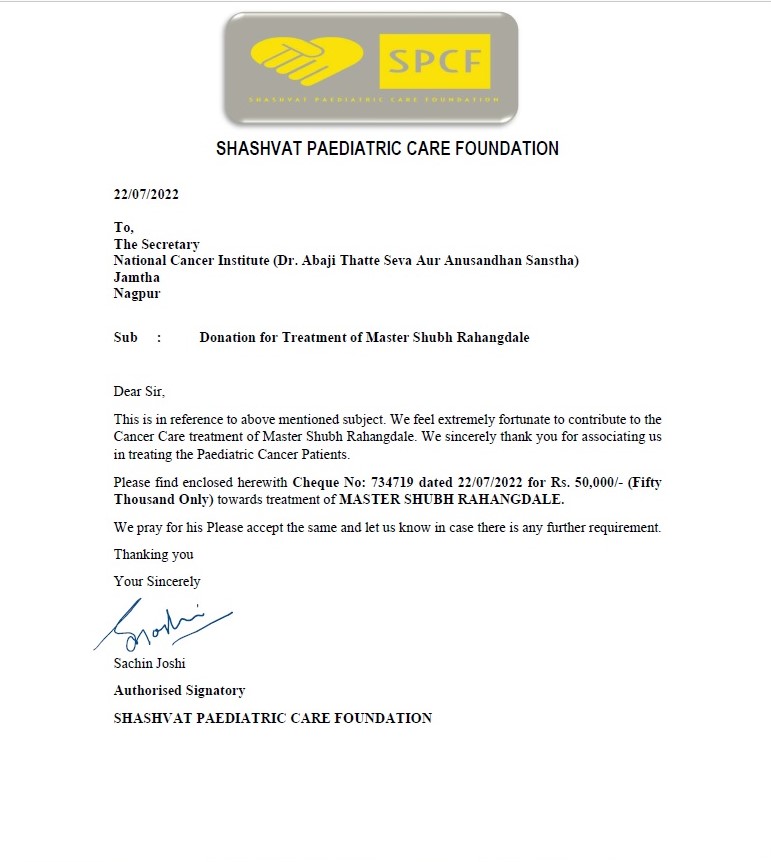 SPCF
SHASHVAT PAEDIATRIC CARE FOUNDATION
SHASHVAT PAEDIATRIC CARE FOUNDATION
22/07/2022
To,
The Secretary
National Cancer Institute (Dr. Abaji Thatte Seva Aur Anusandhan Sanstha)
Jamtha
Nagpur
Sub : Donation for Treatment of Master Shubh Rahangdale
Dear Sir,
This is in reference to above mentioned subject. We feel extremely fortunate to contribute to the
Cancer Care treatment of Master Shubh Rahangdale. We sincerely thank you for associating us
in treating the Paediatric Cancer Patients.
Please find enclosed herewith Cheque No: 734719 dated 22/07/2022 for Rs. 50,000/- (Fifty
Thousand Only) towards treatment of MASTER SHUBH RAHANGDALE.
We pray for his Please accept the same and let us know in case there is any further requirement.
Thanking you
Your Sincerely
Sachin Joshi
Authorised Signatory
SHASHVAT PAEDIATRIC CARE FOUNDATION